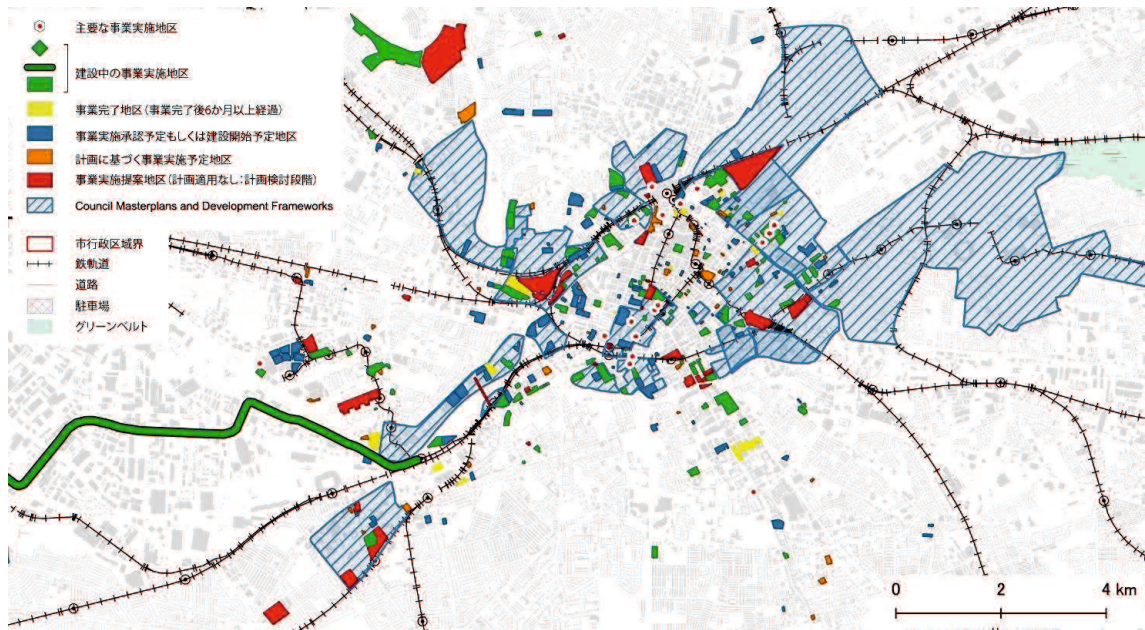 主要な事業実施地区
建設中の事業実施地区
事業完了地区(事業完了後6か月以上経過)
事業実施承認予定もしくは建設開始予定地区
計画に基づく事業実施予定地区
事業実施提案地区(計画適用なし:計画検討段階)
Council Masterplans and Development Frameworks
市行政区域界
鉄軌道
道路
駐車場
グリーンベルト
0 2 4 km